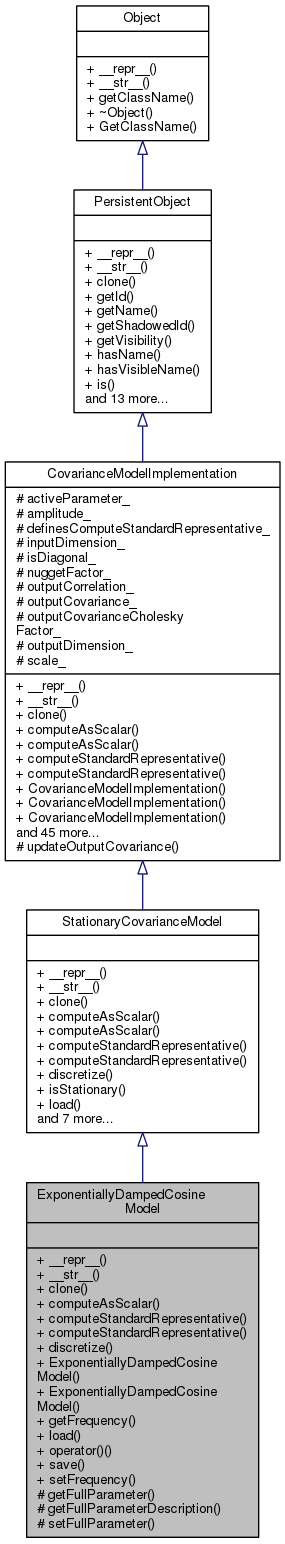 Object
+ __repr__()
+ __str__()
+ getClassName()
+ ~Object()
+ GetClassName()
PersistentObject
+ __repr__()
+ __str__()
+ clone()
+ getId()
+ getName()
+ getShadowedId()
+ getVisibility()
+ hasName()
+ hasVisibleName()
+ is()
and 13 more...
CovarianceModelImplementation
# activeParameter_
# amplitude_
# definesComputeStandardRepresentative_
# inputDimension_
# isDiagonal_
# nuggetFactor_
# outputCorrelation_
# outputCovariance_
# outputCovarianceCholesky
Factor_
# outputDimension_
# scale_
+ __repr__()
+ __str__()
+ clone()
+ computeAsScalar()
+ computeAsScalar()
+ computeStandardRepresentative()
+ computeStandardRepresentative()
+ CovarianceModelImplementation()
+ CovarianceModelImplementation()
+ CovarianceModelImplementation()
and 45 more...
# updateOutputCovariance()
StationaryCovarianceModel
+ __repr__()
+ __str__()
+ clone()
+ computeAsScalar()
+ computeAsScalar()
+ computeStandardRepresentative()
+ computeStandardRepresentative()
+ discretize()
+ isStationary()
+ load()
and 7 more...
ExponentiallyDampedCosine
Model
+ __repr__()
+ __str__()
+ clone()
+ computeAsScalar()
+ computeStandardRepresentative()
+ computeStandardRepresentative()
+ discretize()
+ ExponentiallyDampedCosine
Model()
+ ExponentiallyDampedCosine
Model()
+ getFrequency()
+ load()
+ operator()()
+ save()
+ setFrequency()
# getFullParameter()
# getFullParameterDescription()
# setFullParameter()